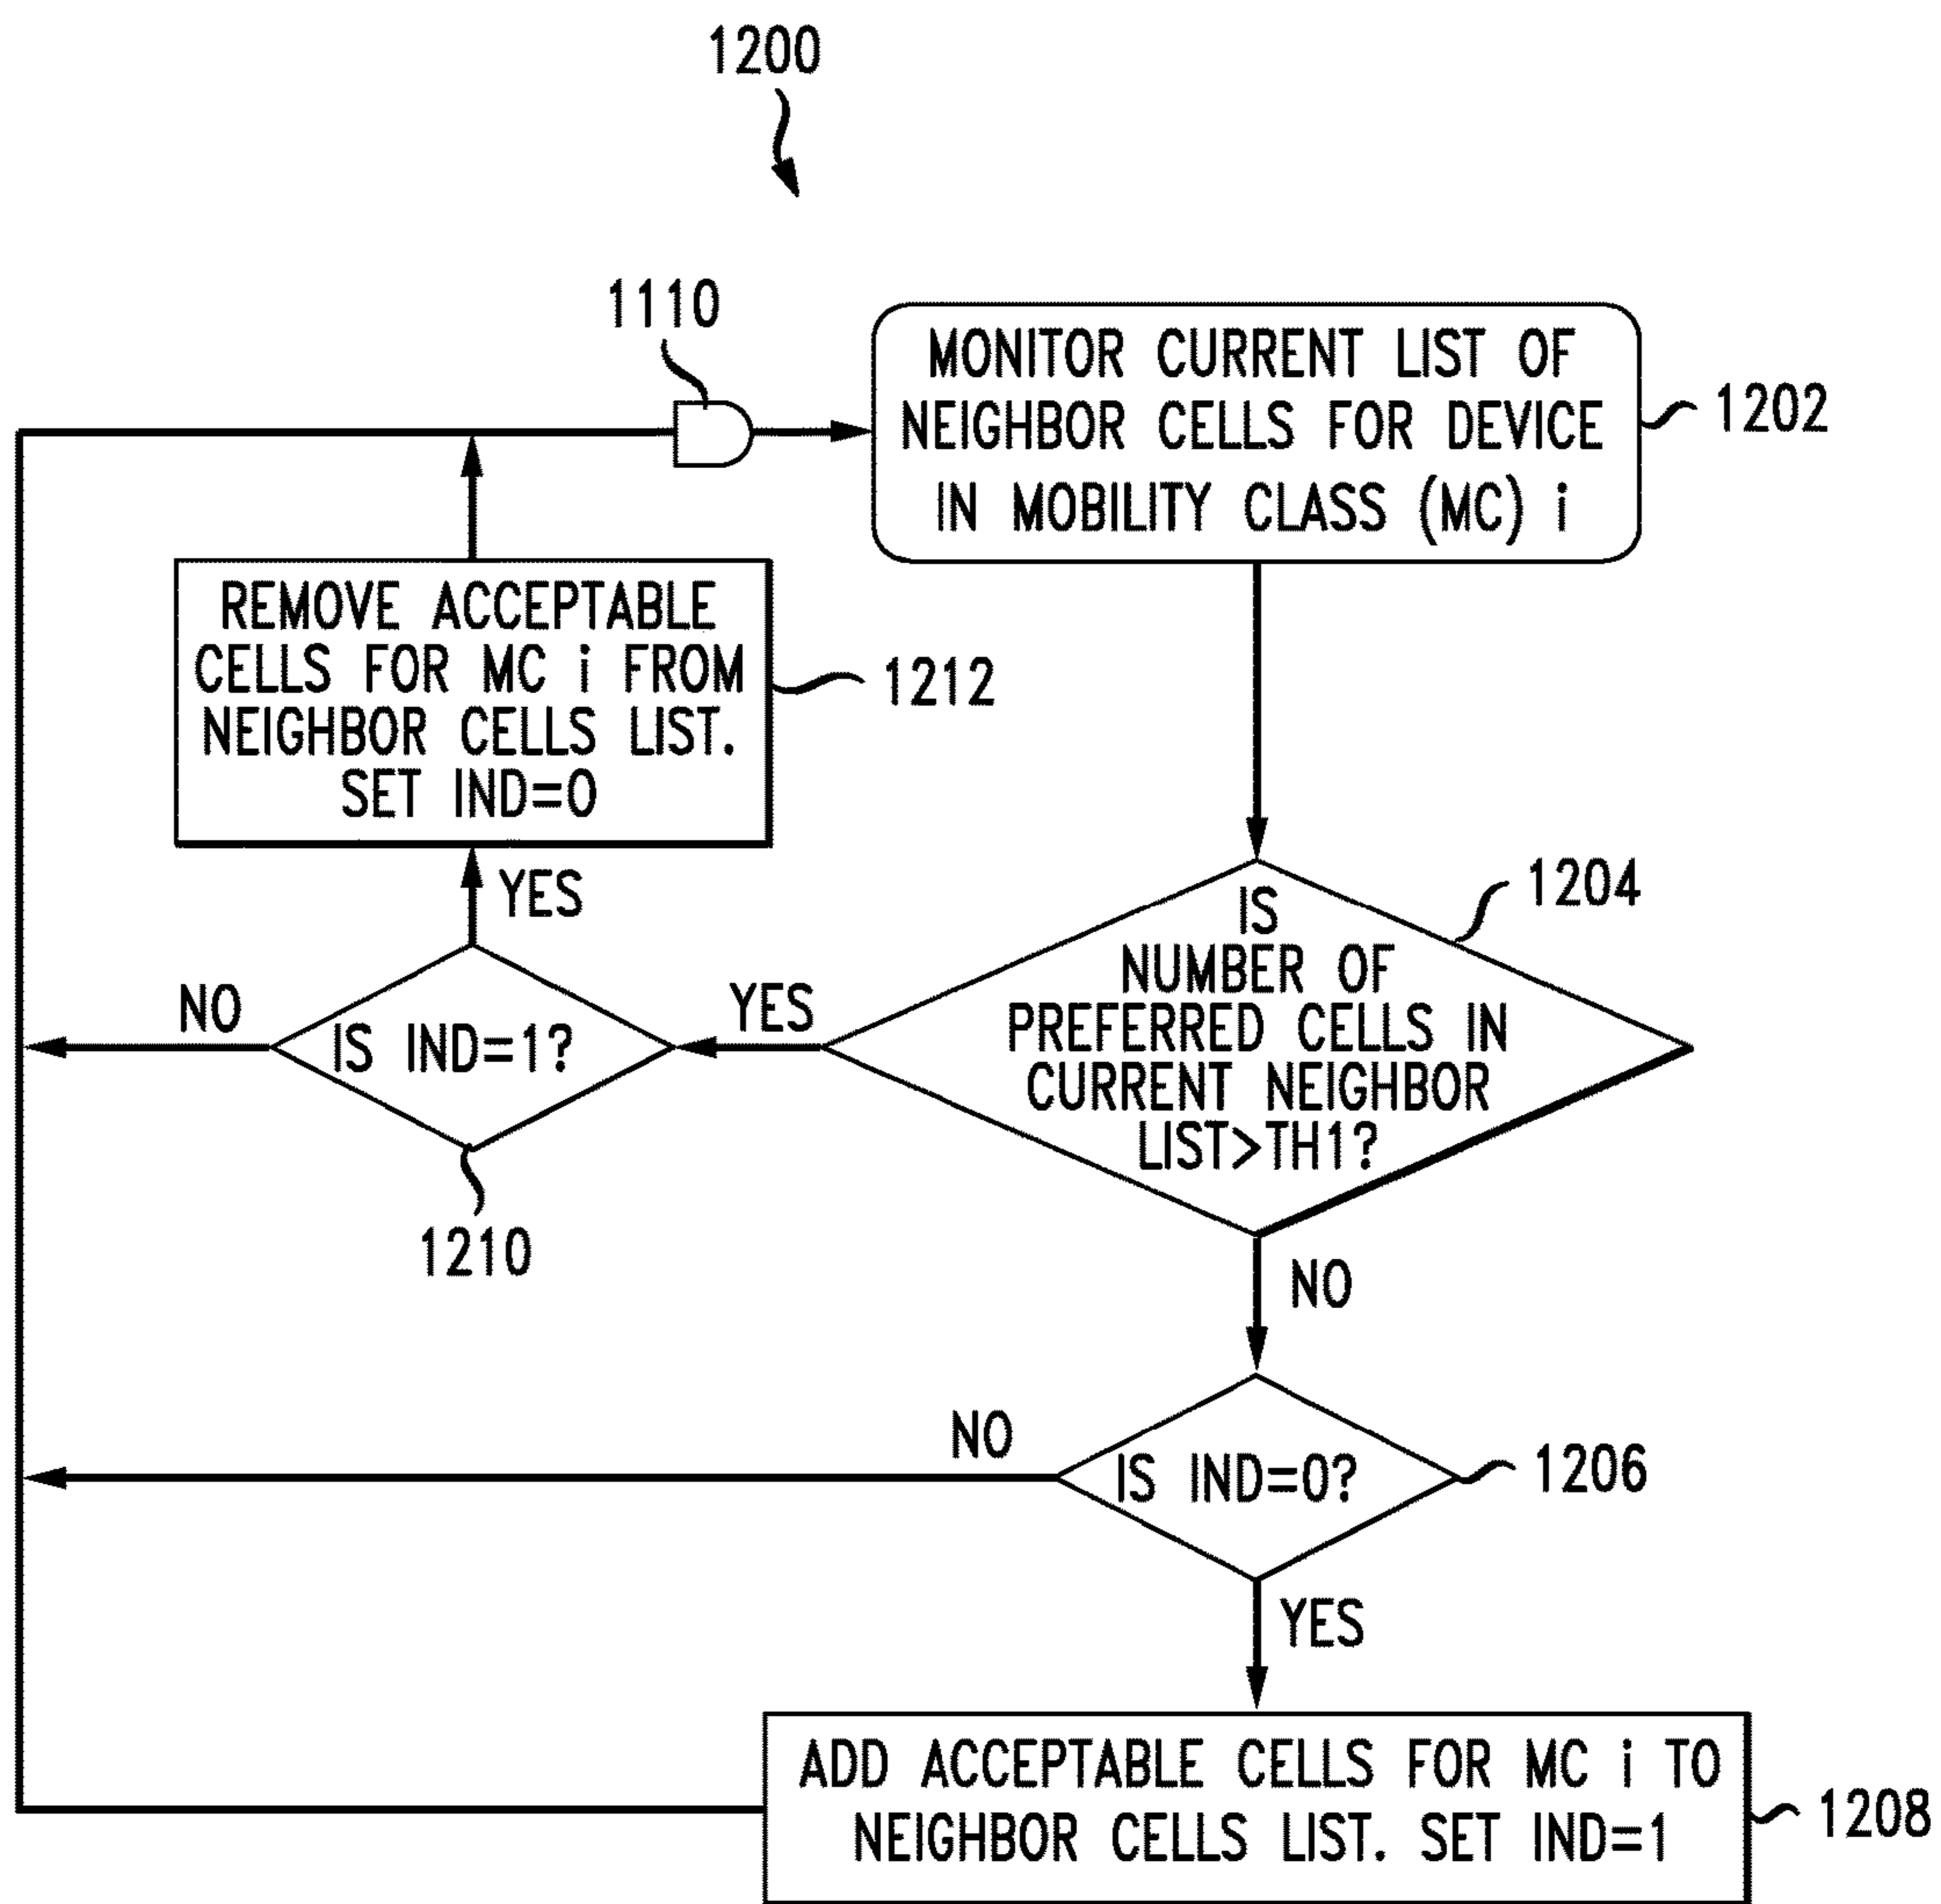 1200
1110
MONITOR CURRENT LIST OF
NEIGHBOR CELLS FOR DEVICE
IN MOBILITY CLASS (MC) i
1202
REMOVE ACCEPTABLE
CELLS FOR MC i FROM
NEIGHBOR CELLS LIST.
SET IND=0
1212
YES
1204
IS
NUMBER OF
PREFERRED CELLS IN
CURRENT NEIGHBOR
LIST>TH1?
NO
IS IND=1?
YES
1210
NO
NO
IS IND=0?
1206
YES
ADD ACCEPTABLE CELLS FOR MC i TO
NEIGHBOR CELLS LIST. SET IND=1
1208